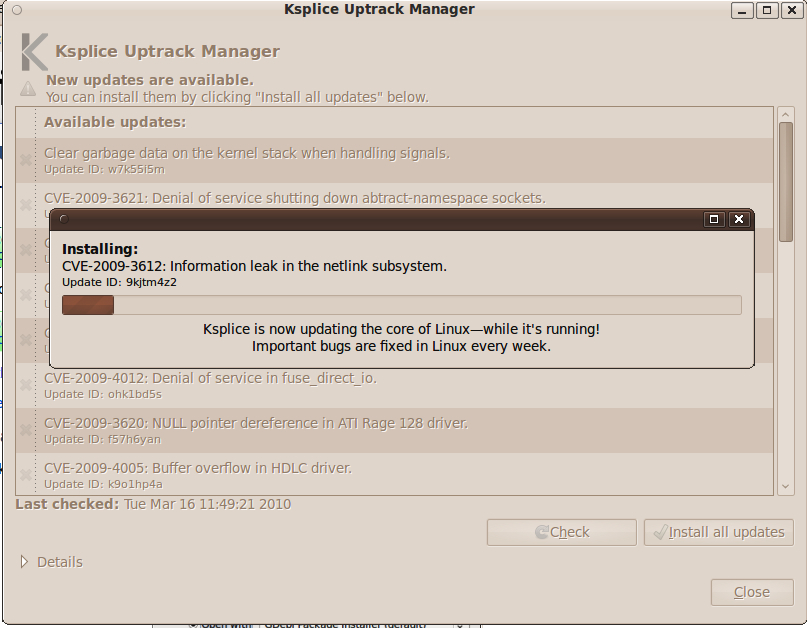 Ksplice Uptrack Manager
Ksplice Uptrack Manager
New updates are available.
You can install them by clicking "Install all updates" below.
Available updates:
Clear garbage data on the kernel stack when handling signals.
Update ID: w7k55i5m
CVE-2009-3621: Denial of service shutting down abtract-namespace sockets.
Installing:
CVE-2009-3612: Information leak in the netlink subsystem.
Update ID: 9kjtm4z2
Ksplice is now updating the core of Linux—while it's running!
Important bugs are fixed in Linux every week.
CVE-2009-4012: Denial of service in fuse_direct_io.
Update ID: ohk1bd5s
CVE-2009-3620: NULL pointer dereference in ATI Rage 128 driver.
Update ID: f57h6yan
CVE-2009-4005: Buffer overflow in HDLC driver.
Update ID: k9o1hp4a
Last checked: Tue Mar 16 11:49:21 2010
Check
Install all updates
Details
Close